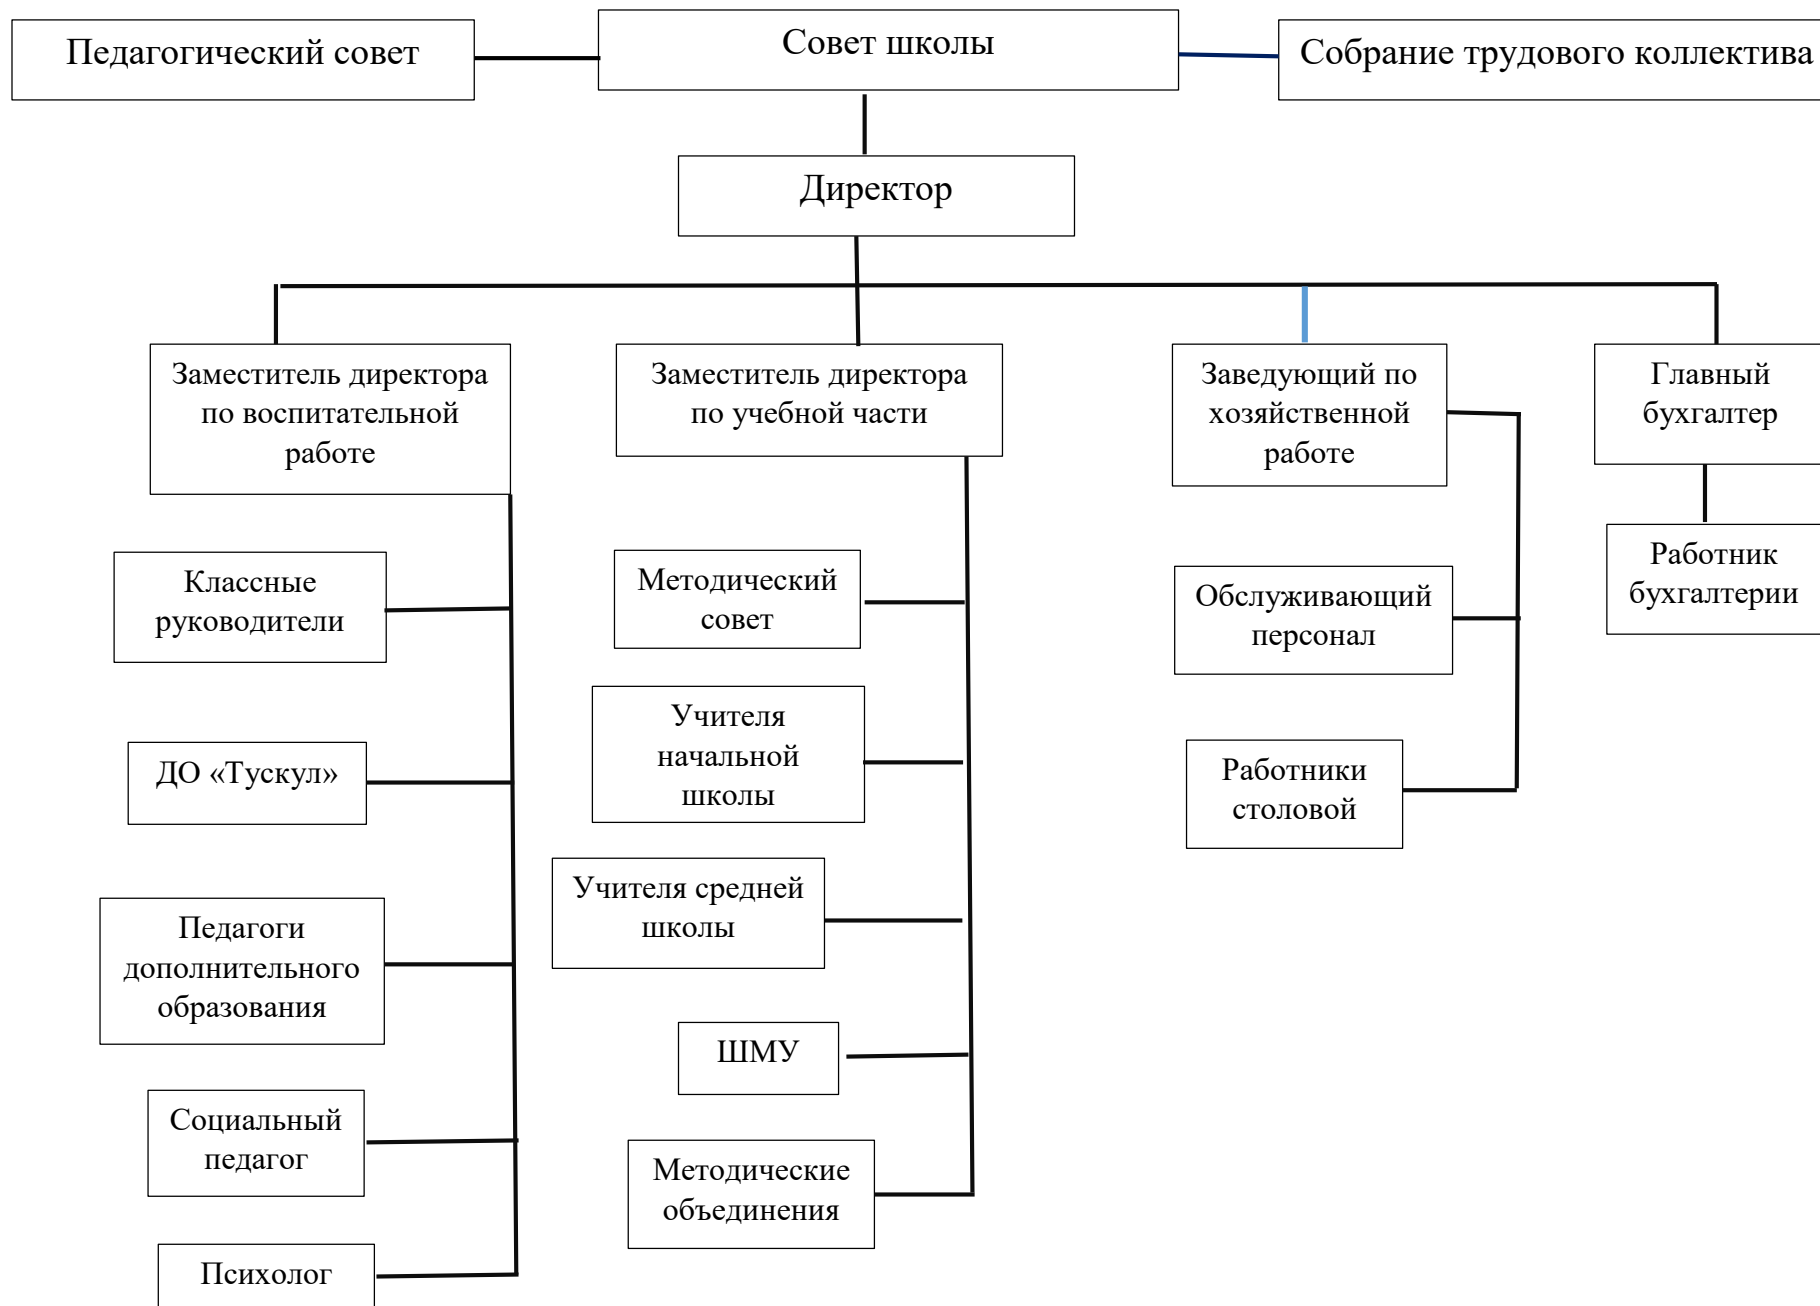 Педагогический совет
Совет школы
Собрание трудового коллектива
Директор
Заместитель директора
по воспитательной
работе
Заместитель директора
по учебной части
Заведующий по
хозяйственной
работе
Главный
бухгалтер
Классные
руководители
ДО «Тускул»
Педагоги
дополнительного
образования
Социальный
педагог
Психолог
Методический
совет
Учителя
начальной
школы
Учителя средней
школы
ШМУ
Методические
объединения
Обслуживающий
персонал
Работники
столовой
Работник
бухгалтерии